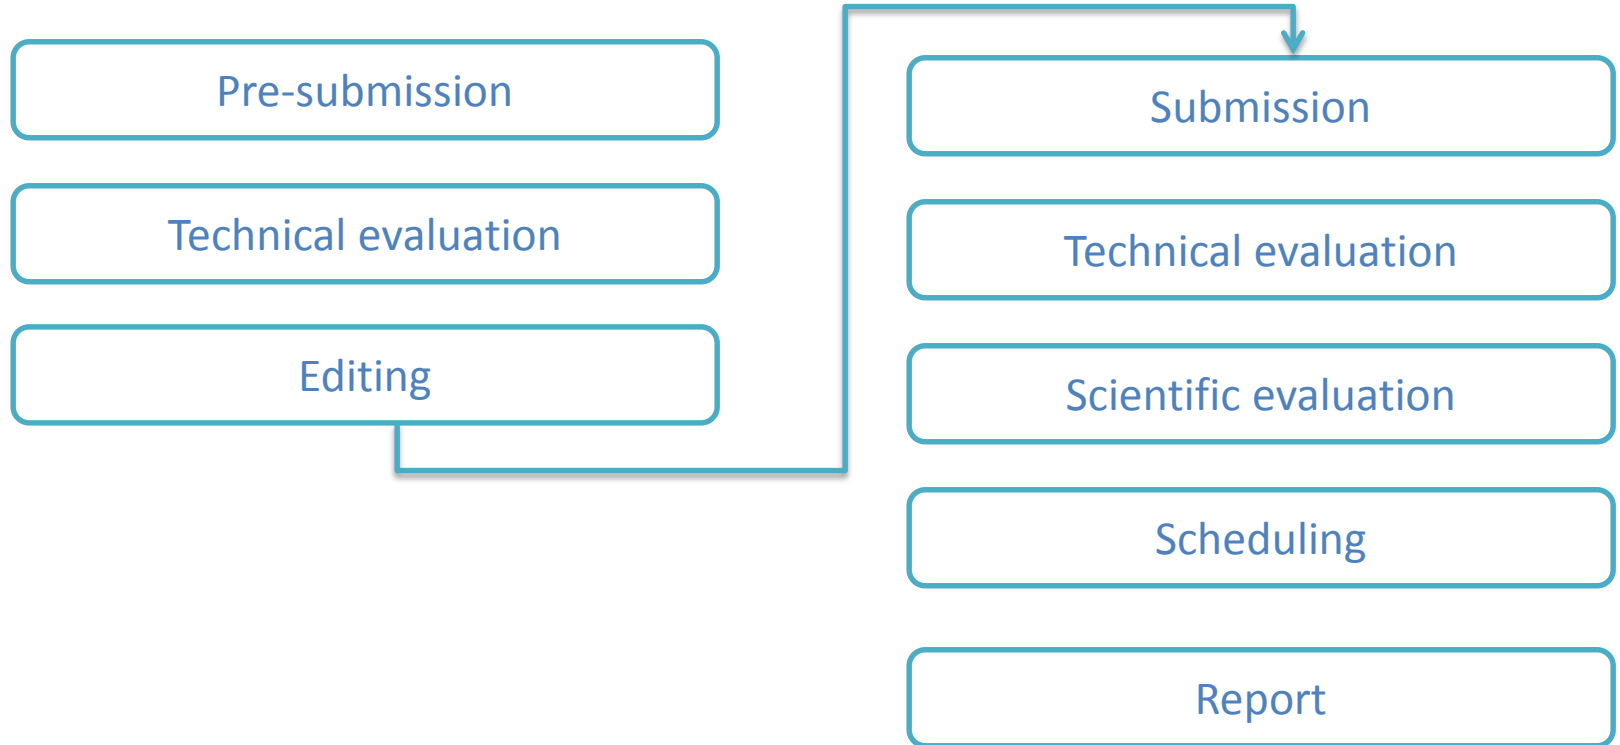 Pre-submission
Technical evaluation
Editing
Submission
Technical evaluation
Scientific evaluation
Scheduling
Report